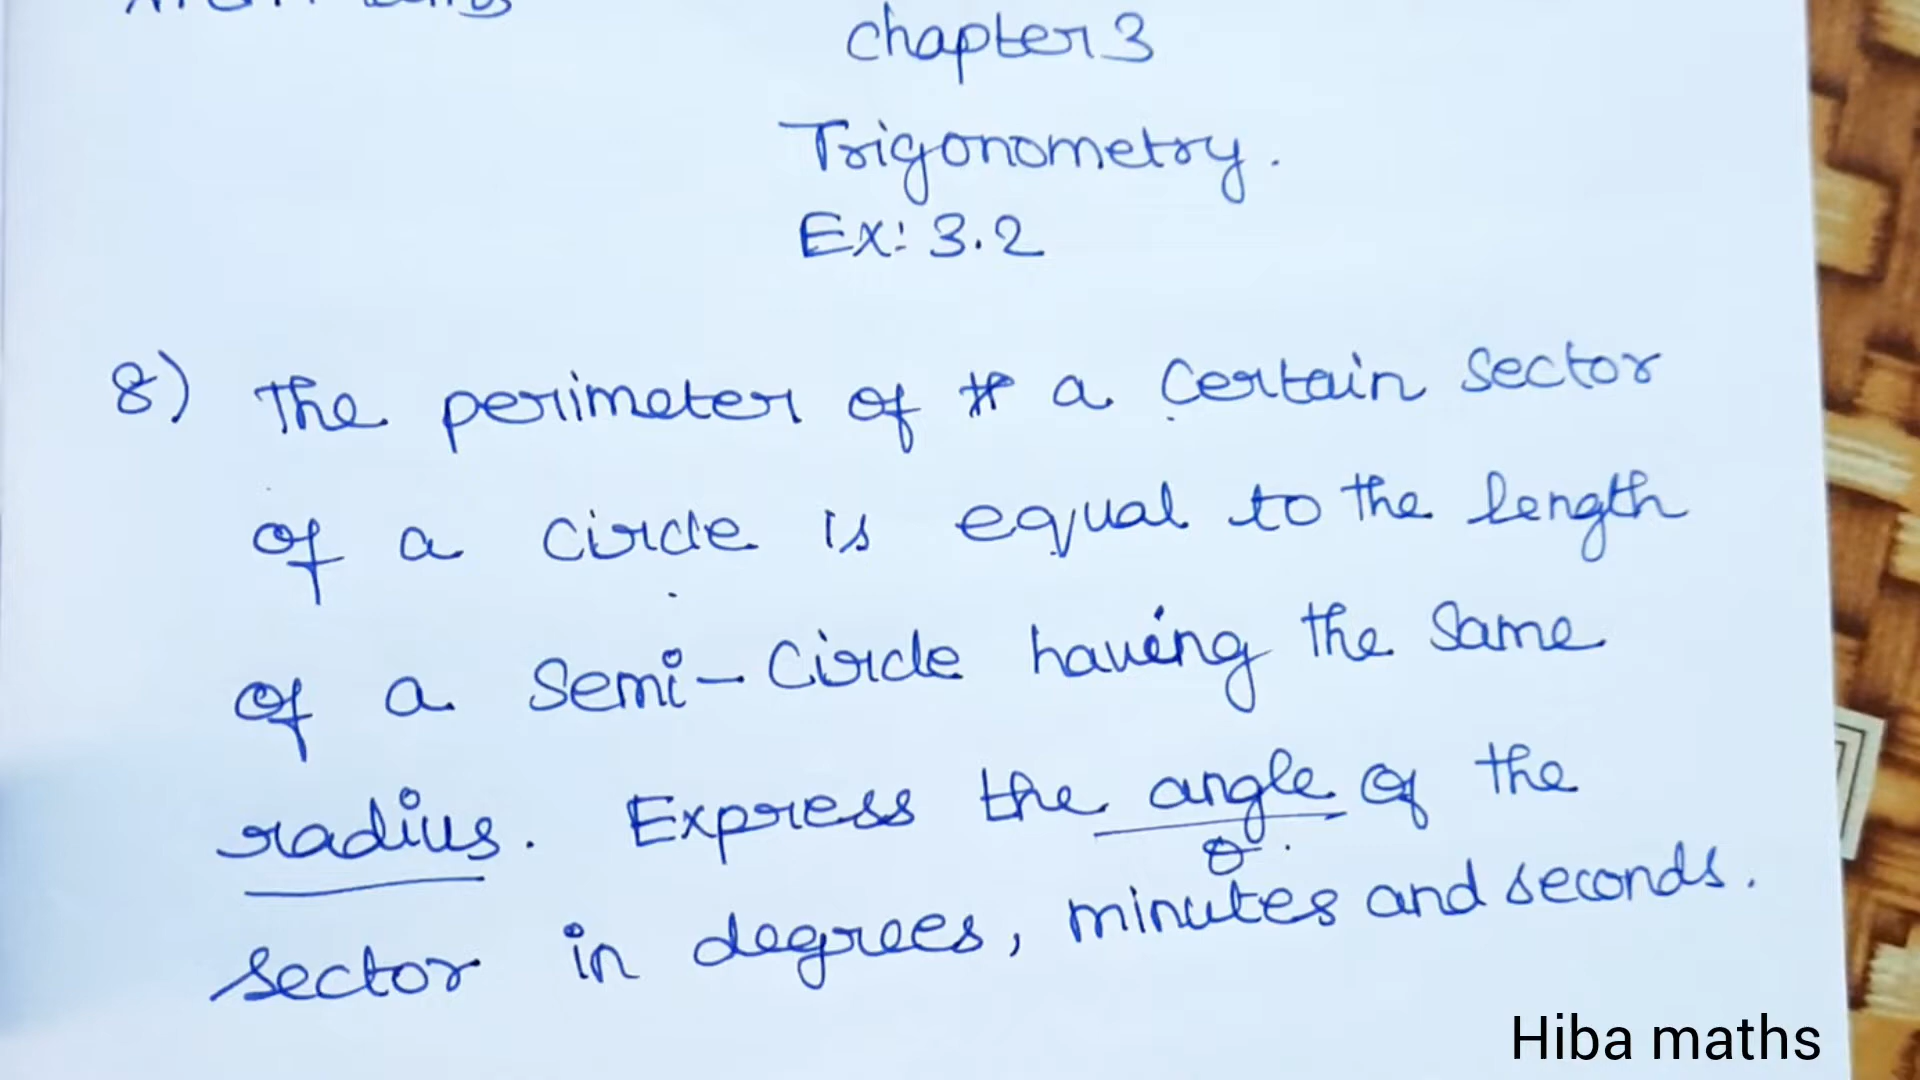 Chapter 3
Trigonometry.
Ex: 3.2
8) The perimeter of a certain sector
of a circle is equal to the length
of a semi-circle having the same
radius. Express the angle of the
θ
sector in degrees, minutes and seconds.
Hiba maths